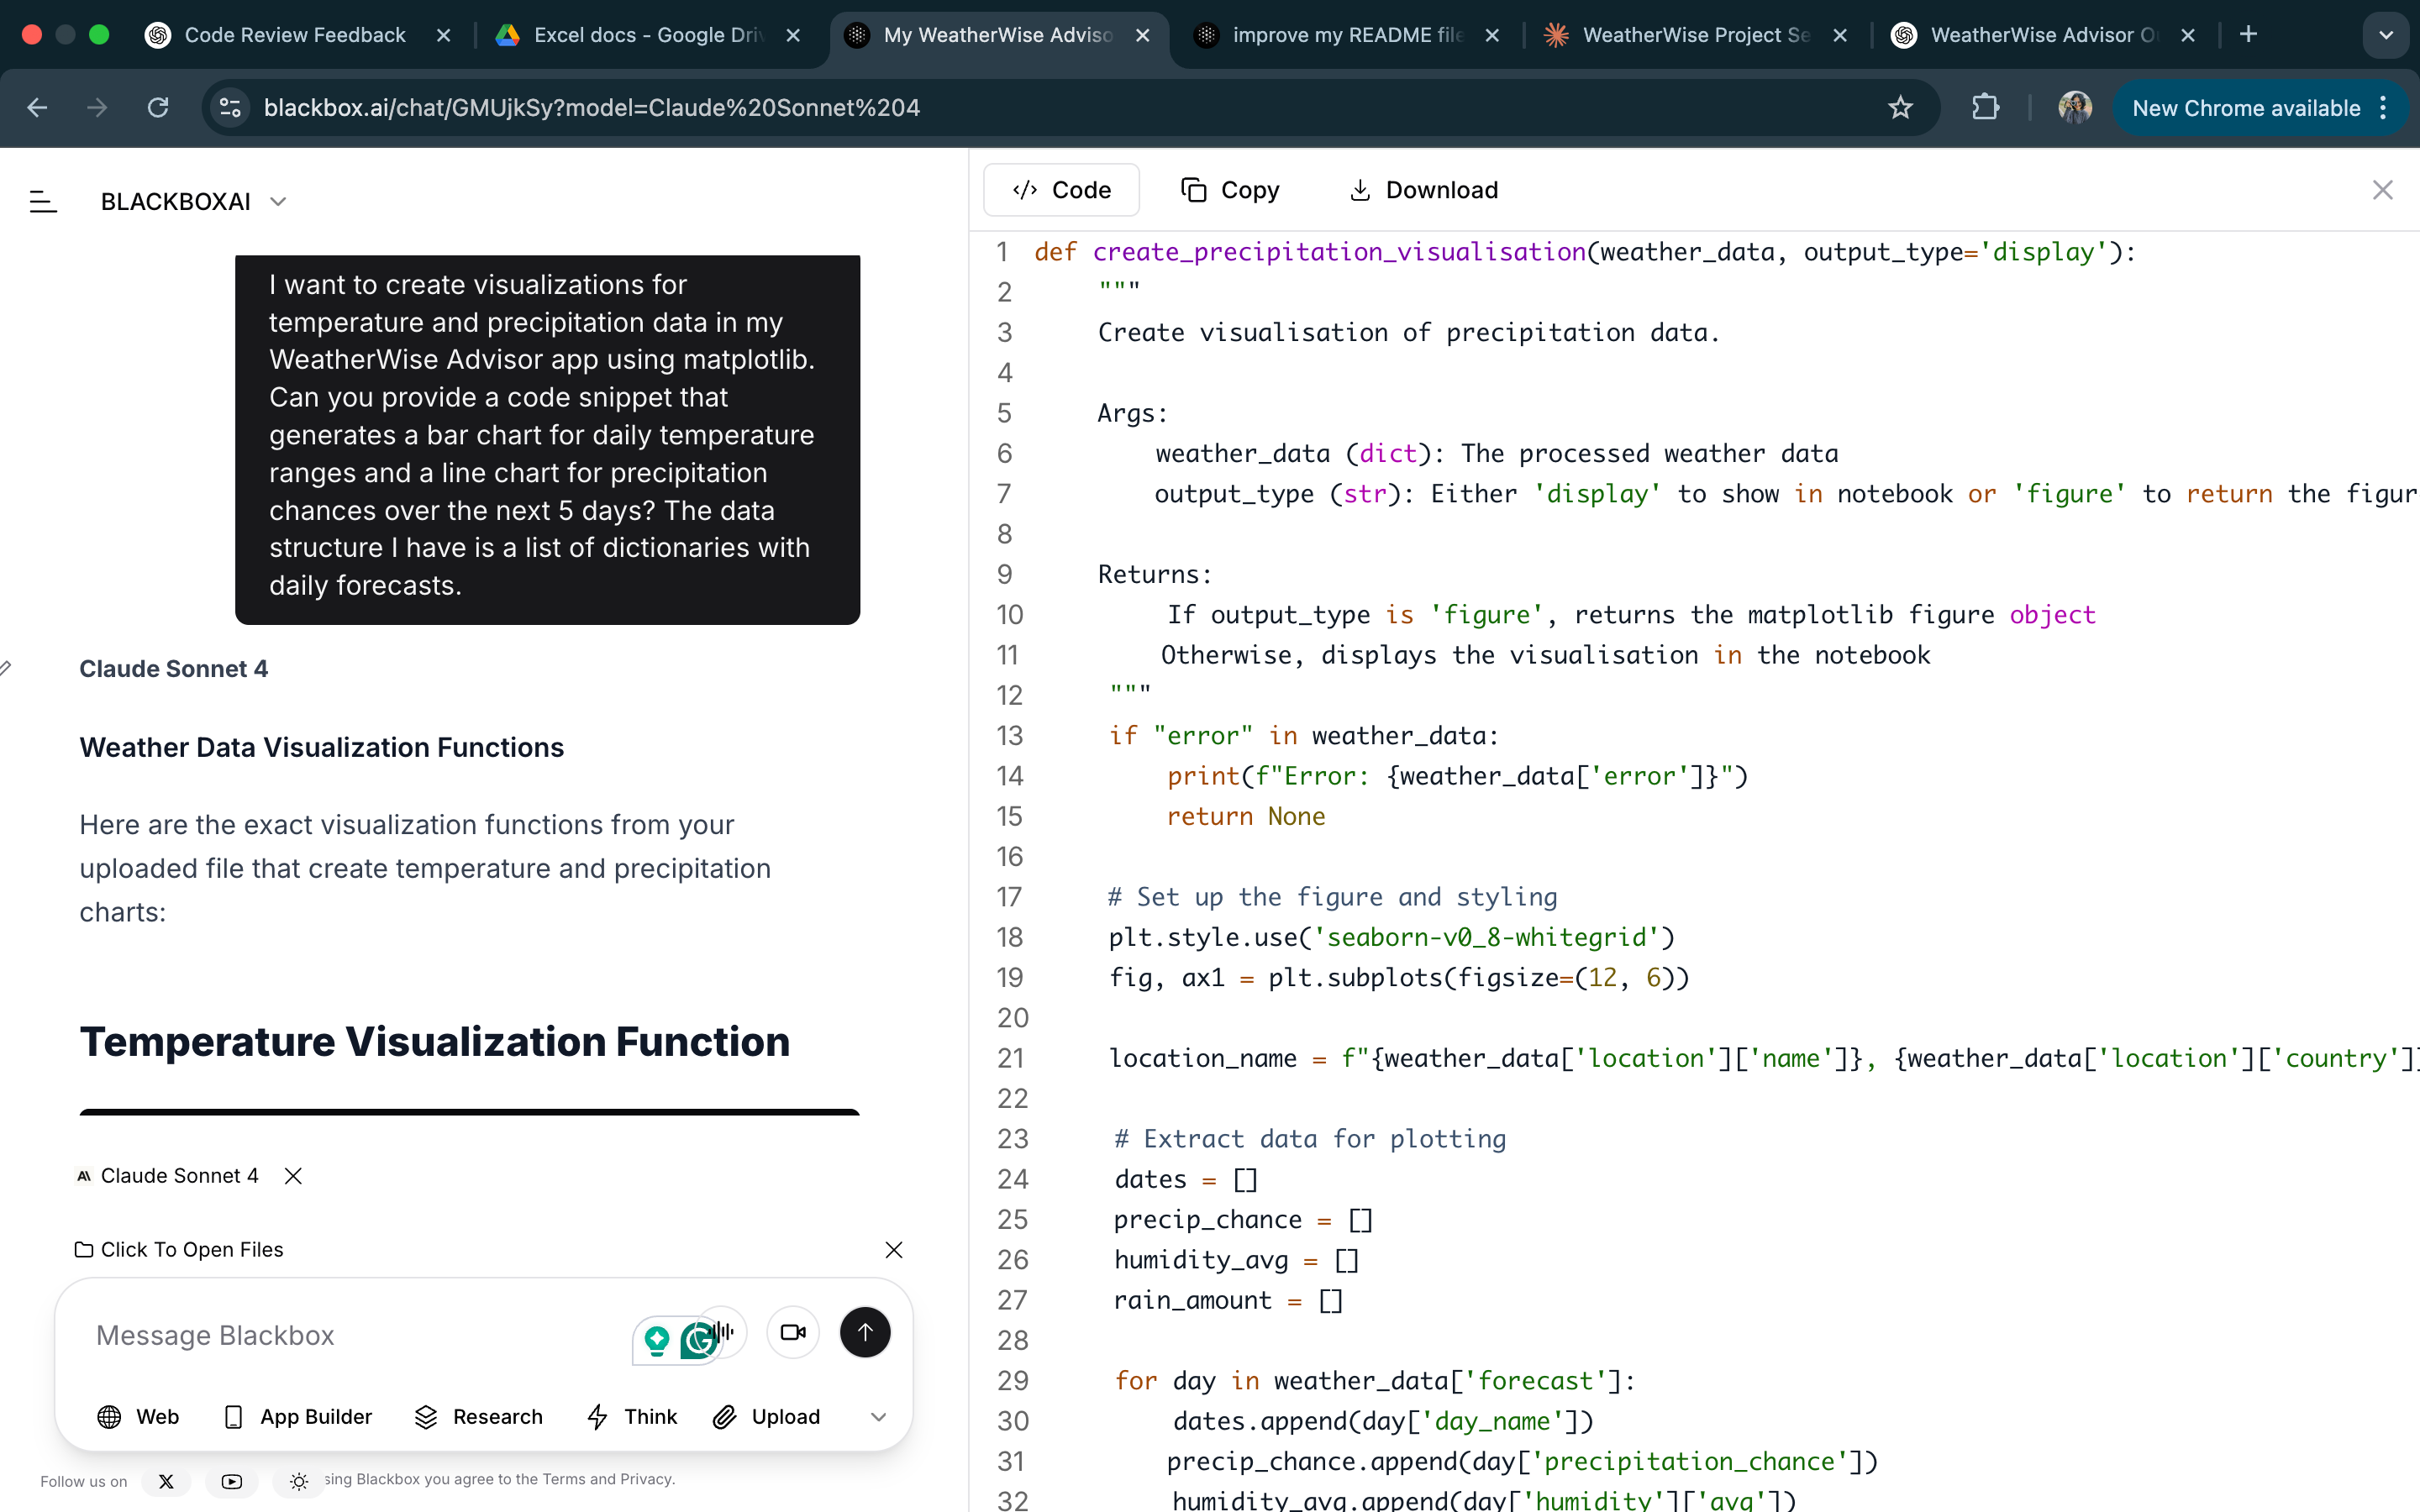 Code Review Feedback
Excel docs - Google Driv
My WeatherWise Adviso
improve my README file
WeatherWise Project Se
WeatherWise Advisor O
blackbox.ai/chat/GMUjkSy?model=Claude%20Sonnet%204
New Chrome available
BLACKBOXAI
I want to create visualizations for
temperature and precipitation data in my
WeatherWise Advisor app using matplotlib.
Can you provide a code snippet that
generates a bar chart for daily temperature
ranges and a line chart for precipitation
chances over the next 5 days? The data
structure I have is a list of dictionaries with
daily forecasts.
Claude Sonnet 4
Weather Data Visualization Functions
Here are the exact visualization functions from your
uploaded file that create temperature and precipitation
charts:
Temperature Visualization Function
Claude Sonnet 4
Click To Open Files
Message Blackbox
Web App Builder Research Think Upload
Follow us on
sing Blackbox you agree to the Terms and Privacy.
</> Code Copy Download
1 def create_precipitation_visualisation(weather_data, output_type='display'):
2 """
3 Create visualisation of precipitation data.
4
5 Args:
6 weather_data (dict): The processed weather data
7 output_type (str): Either 'display' to show in notebook or 'figure' to return the figur
8
9 Returns:
10 If output_type is 'figure', returns the matplotlib figure object
11 Otherwise, displays the visualisation in the notebook
12 """
13 if "error" in weather_data:
14 print(f"Error: {weather_data['error']}")
15 return None
16
17 # Set up the figure and styling
18 plt.style.use('seaborn-v0_8-whitegrid')
19 fig, ax1 = plt.subplots(figsize=(12, 6))
20
21 location_name = f"{weather_data['location']['name']}, {weather_data['location']['country']
22
23 # Extract data for plotting
24 dates = []
25 precip_chance = []
26 humidity_avg = []
27 rain_amount = []
28
29 for day in weather_data['forecast']:
30 dates.append(day['day_name'])
31 precip_chance.append(day['precipitation_chance'])
32 humidity_avg.append(day['humidity']['avg'])